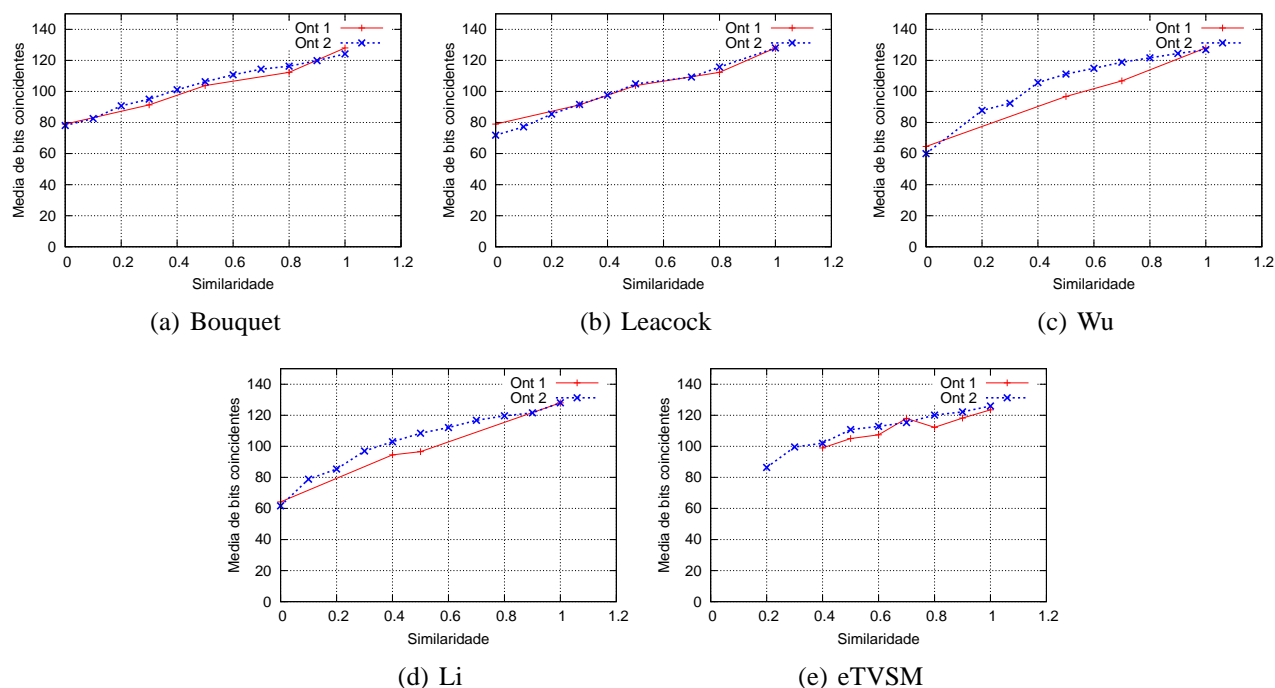 Media de bits coincidentes
140
120
100
80
60
40
20
0
Ont 1
Ont 2
0 0.2 0.4 0.6 0.8 1 1.2
Similaridade
(a) Bouquet
Media de bits coincidentes
140
120
100
80
60
40
20
0
Ont 1
Ont 2
0 0.2 0.4 0.6 0.8 1 1.2
Similaridade
(b) Leacock
Media de bits coincidentes
140
120
100
80
60
40
20
0
Ont 1
Ont 2
0 0.2 0.4 0.6 0.8 1 1.2
Similaridade
(c) Wu
Media de bits coincidentes
140
120
100
80
60
40
20
0
Ont 1
Ont 2
0 0.2 0.4 0.6 0.8 1 1.2
Similaridade
(d) Li
Media de bits coincidentes
140
120
100
80
60
40
20
0
Ont 1
Ont 2
0 0.2 0.4 0.6 0.8 1 1.2
Similaridade
(e) eTVSM